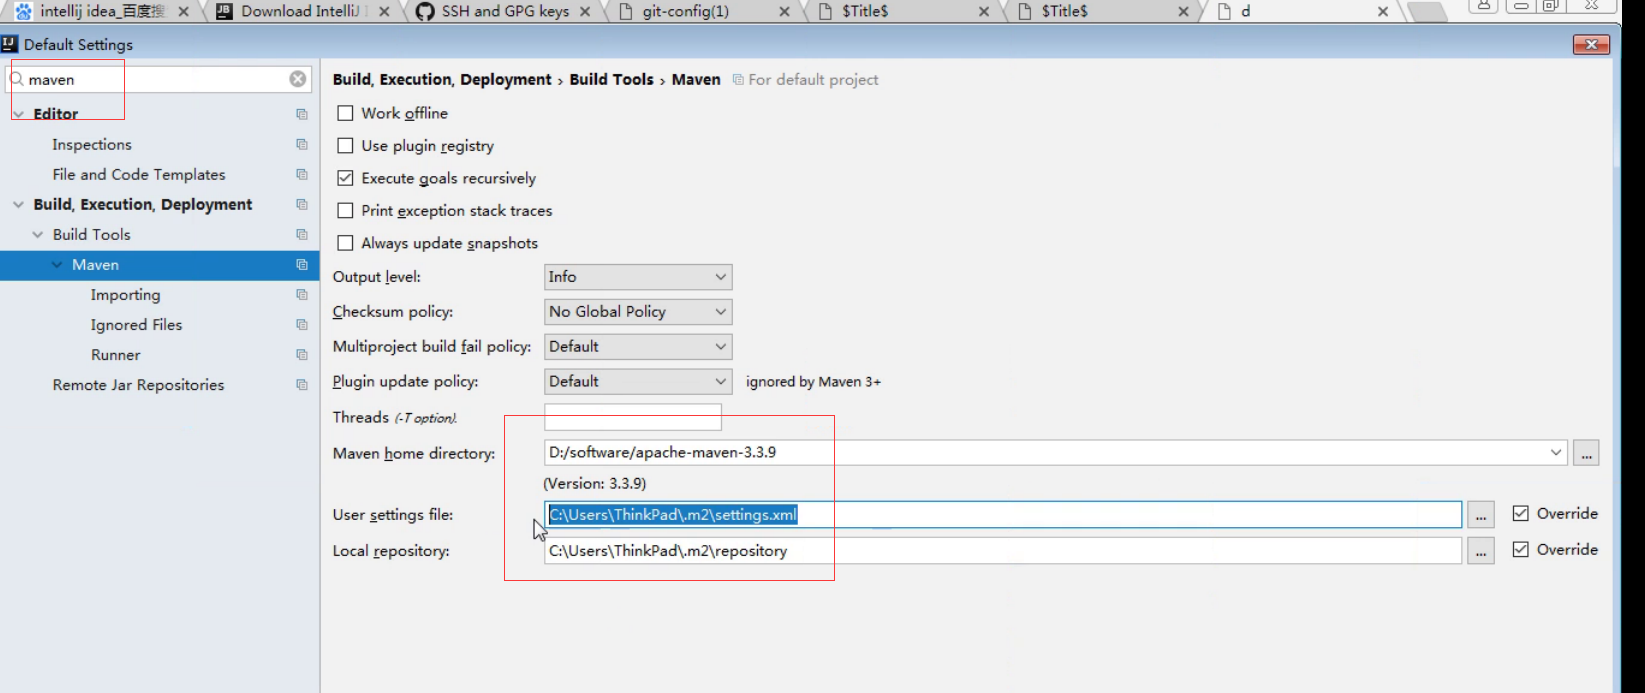 intellij idea_百度搜
Download IntelliJ I
SSH and GPG keys
git-config(1)
$Title$
$Title$
d
Default Settings
maven
Editor
Inspections
File and Code Templates
Build, Execution, Deployment
Build Tools
Maven
Importing
Ignored Files
Runner
Remote Jar Repositories
Build, Execution, Deployment › Build Tools › Maven For default project
Work offline
Use plugin registry
Execute goals recursively
Print exception stack traces
Always update snapshots
Output level: Info
Checksum policy: No Global Policy
Multiproject build fail policy: Default
Plugin update policy: Default ignored by Maven 3+
Threads (-T option).
Maven home directory: D:/software/apache-maven-3.3.9 ...
(Version: 3.3.9)
User settings file: C:\Users\ThinkPad\.m2\settings.xml ... Override
Local repository: C:\Users\ThinkPad\.m2\repository ... Override